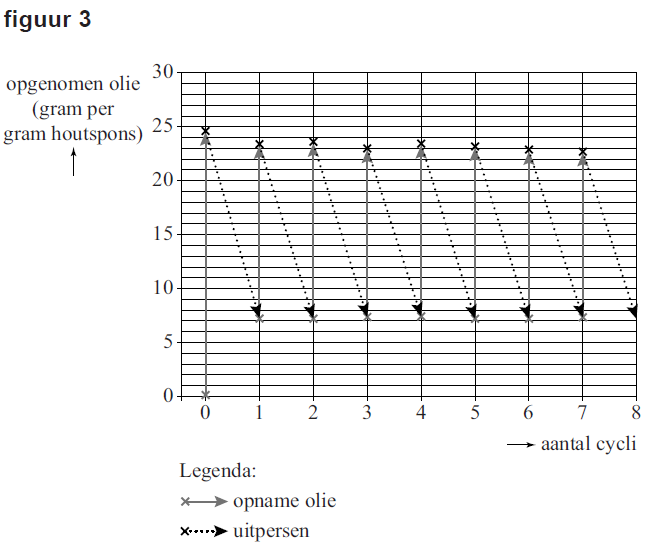 figuur 3
opgenomen olie
(gram per
gram houtspons)
30
25
20
15
10
5
0
0 1 2 3 4 5 6 7 8
aantal cycli
Legenda:
opname olie
uitpersen